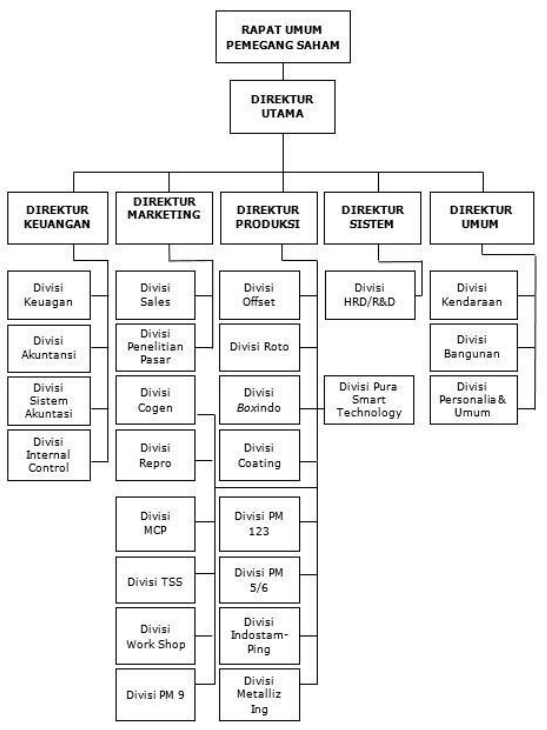 RAPAT UMUM
PEMEGANG SAHAM
DIREKTUR
UTAMA
DIREKTUR
KEUANGAN
DIREKTUR
MARKETING
DIREKTUR
PRODUKSI
DIREKTUR
SISTEM
DIREKTUR
UMUM
Divisi
Keuagan
Divisi
Sales
Divisi
Offset
Divisi
HRD/R&D
Divisi
Kendaraan
Divisi
Akuntansi
Divisi
Penelitian
Pasar
Divisi Roto
Divisi
Bangunan
Divisi
Sistem
Akuntasi
Divisi
Cogen
Divisi
Boxindo
Divisi Pura
Smart
Technology
Divisi
Personalia &
Umum
Divisi
Internal
Control
Divisi
Repro
Divisi
Coating
Divisi
MCP
Divisi PM
123
Divisi TSS
Divisi PM
5/6
Divisi
Work Shop
Divisi
Indostam-
Ping
Divisi PM 9
Divisi
Metalliz
Ing